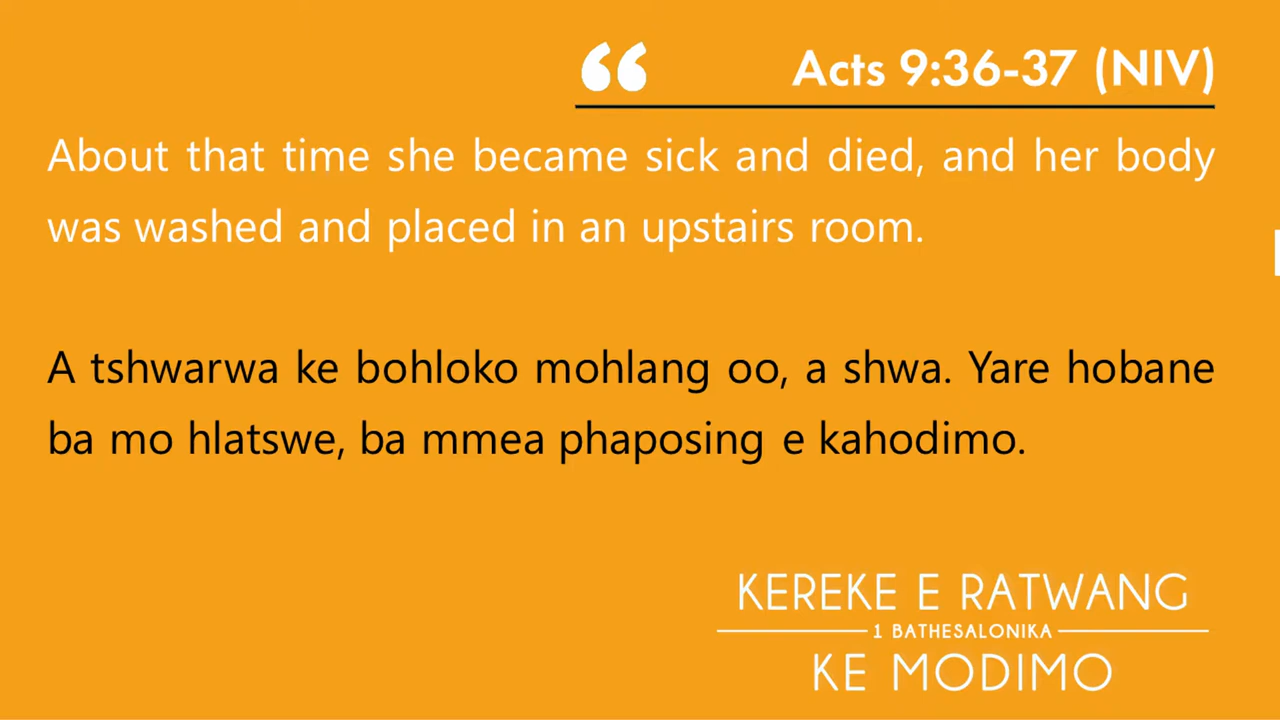 “ Acts 9:36-37 (NIV)
About that time she became sick and died, and her body
was washed and placed in an upstairs room.
A tshwarwa ke bohloko mohlang oo, a shwa. Yare hobane
ba mo hlatswe, ba mmea phaposing e kahodimo.
KEREKE E RATWANG
1 BATHESALONIKA
KE MODIMO